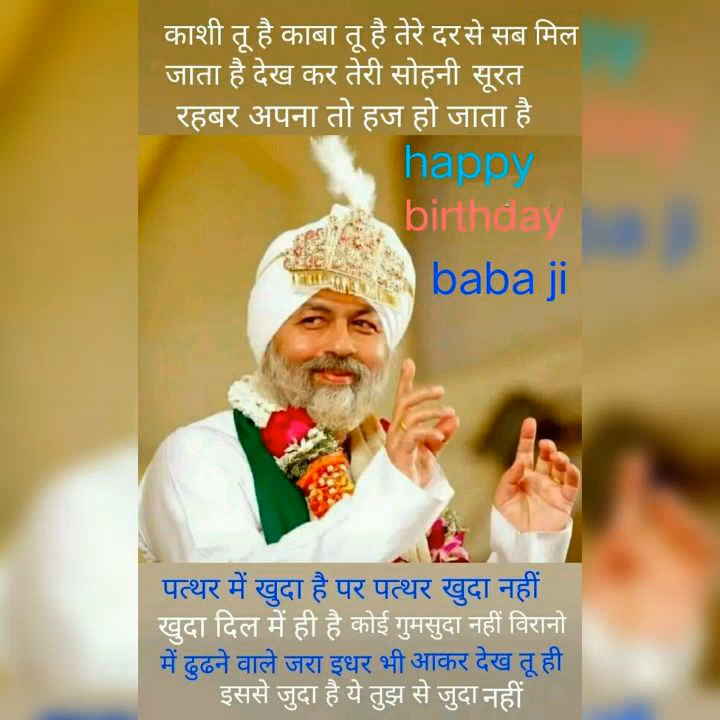 काशी तू है काबा तू है तेरे दरसे सब मिल
जाता है देख कर तेरी सोहनी सूरत
रहबर अपना तो हज हो जाता है
happy
birthday
baba ji
पत्थर में खुदा है पर पत्थर खुदा नहीं
खुदा दिल में ही है कोई गुमसुदा नहीं विरानो
में ढुढने वाले जरा इधर भी आकर देख तू ही
इससे जुदा है ये तुझ से जुदा नहीं